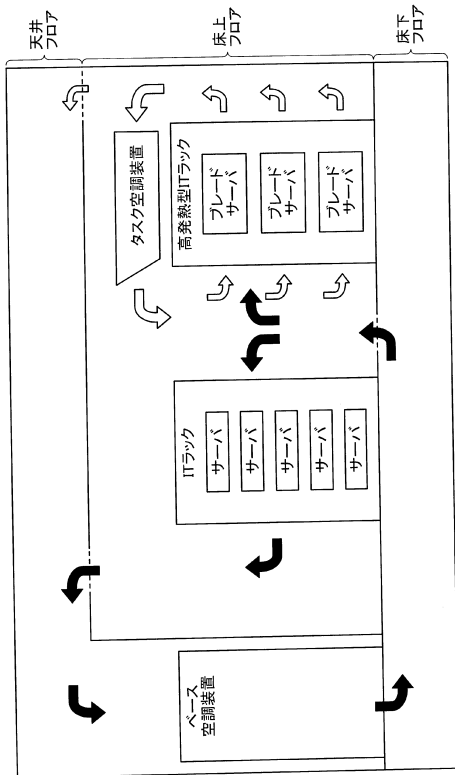 天井
フロア
床上
フロア
床下
フロア
タスク空調装置
高発熱型ITラック
ブレード
サーバ
ブレード
サーバ
ブレード
サーバ
ITラック
サーバ
サーバ
サーバ
サーバ
サーバ
ベース
空調装置